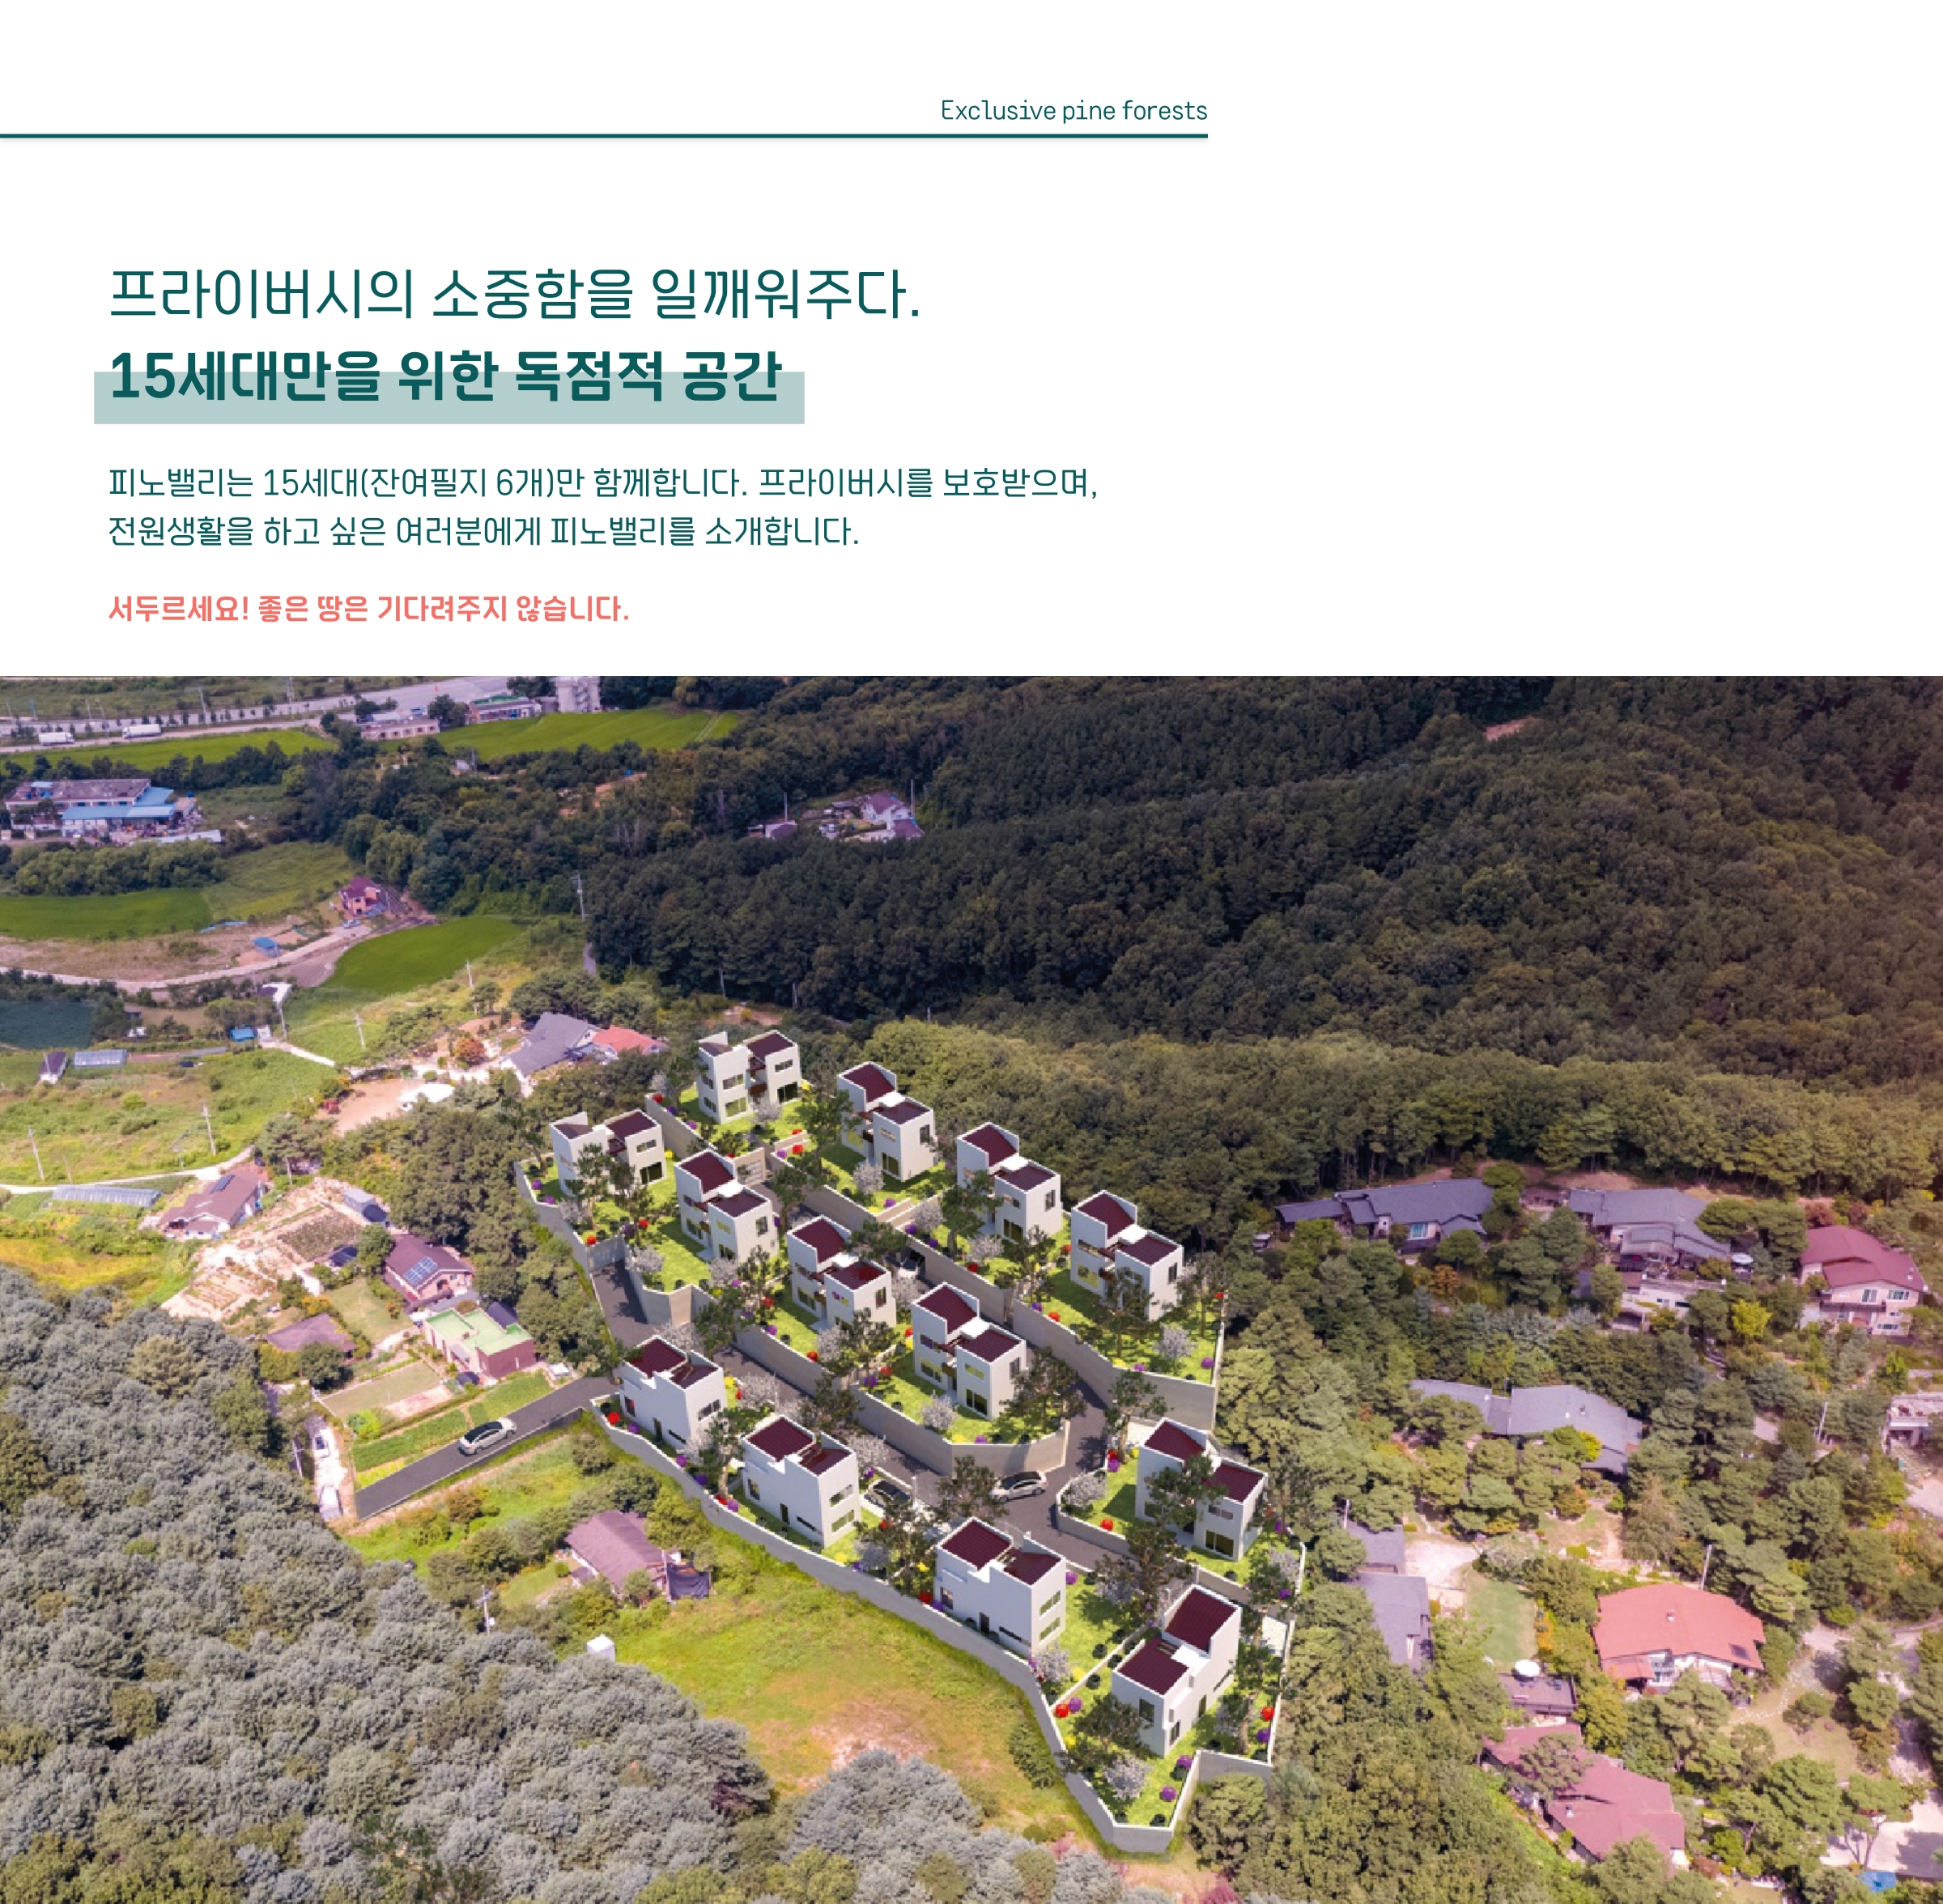 Exclusive pine forests
프라이버시의 소중함을 일깨워주다.
15세대만을 위한 독점적 공간
피노밸리는 15세대(잔여필지 6개)만 함께합니다. 프라이버시를 보호받으며,
전원생활을 하고 싶은 여러분에게 피노밸리를 소개합니다.
서두르세요! 좋은 땅은 기다려주지 않습니다.